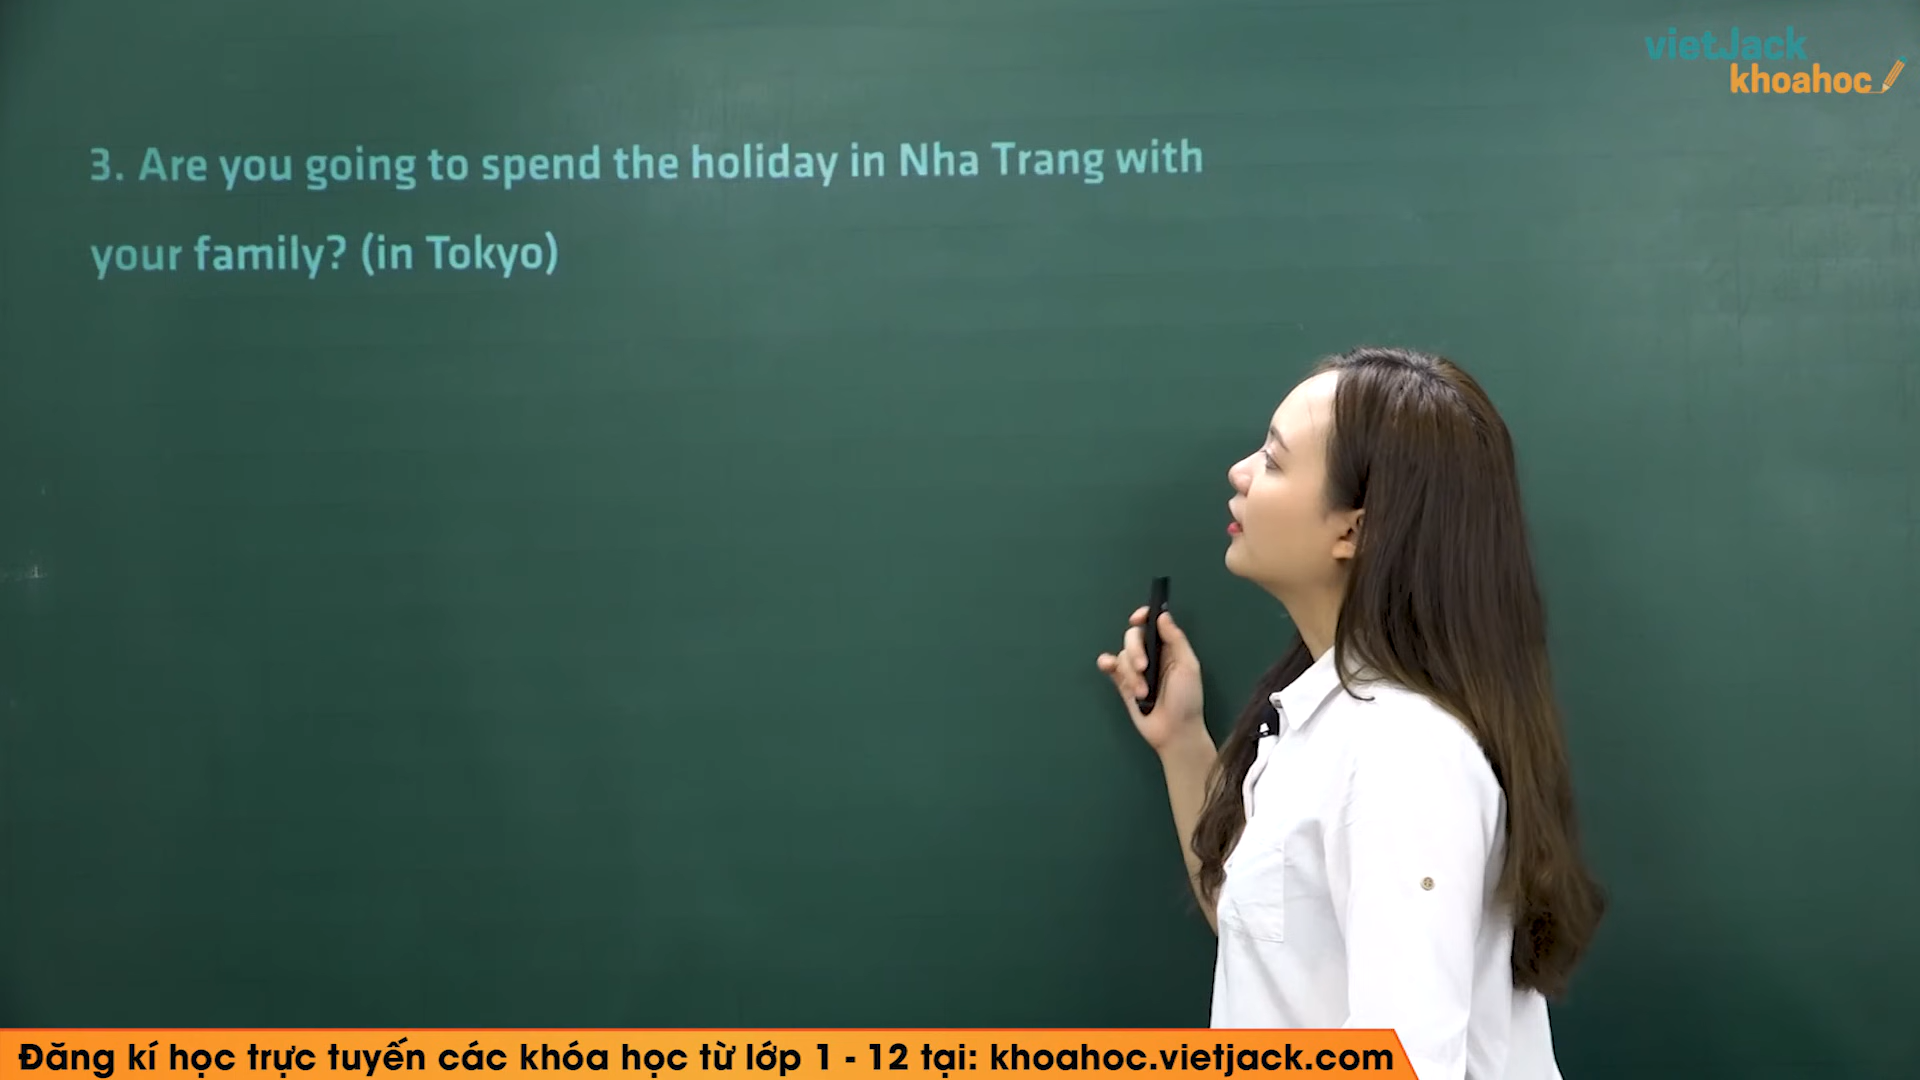 vietJack
khoahoc
3. Are you going to spend the holiday in Nha Trang with
your family? (in Tokyo)
Đăng kí học trực tuyến các khóa học từ lớp 1 - 12 tại: khoahoc.vietjack.com